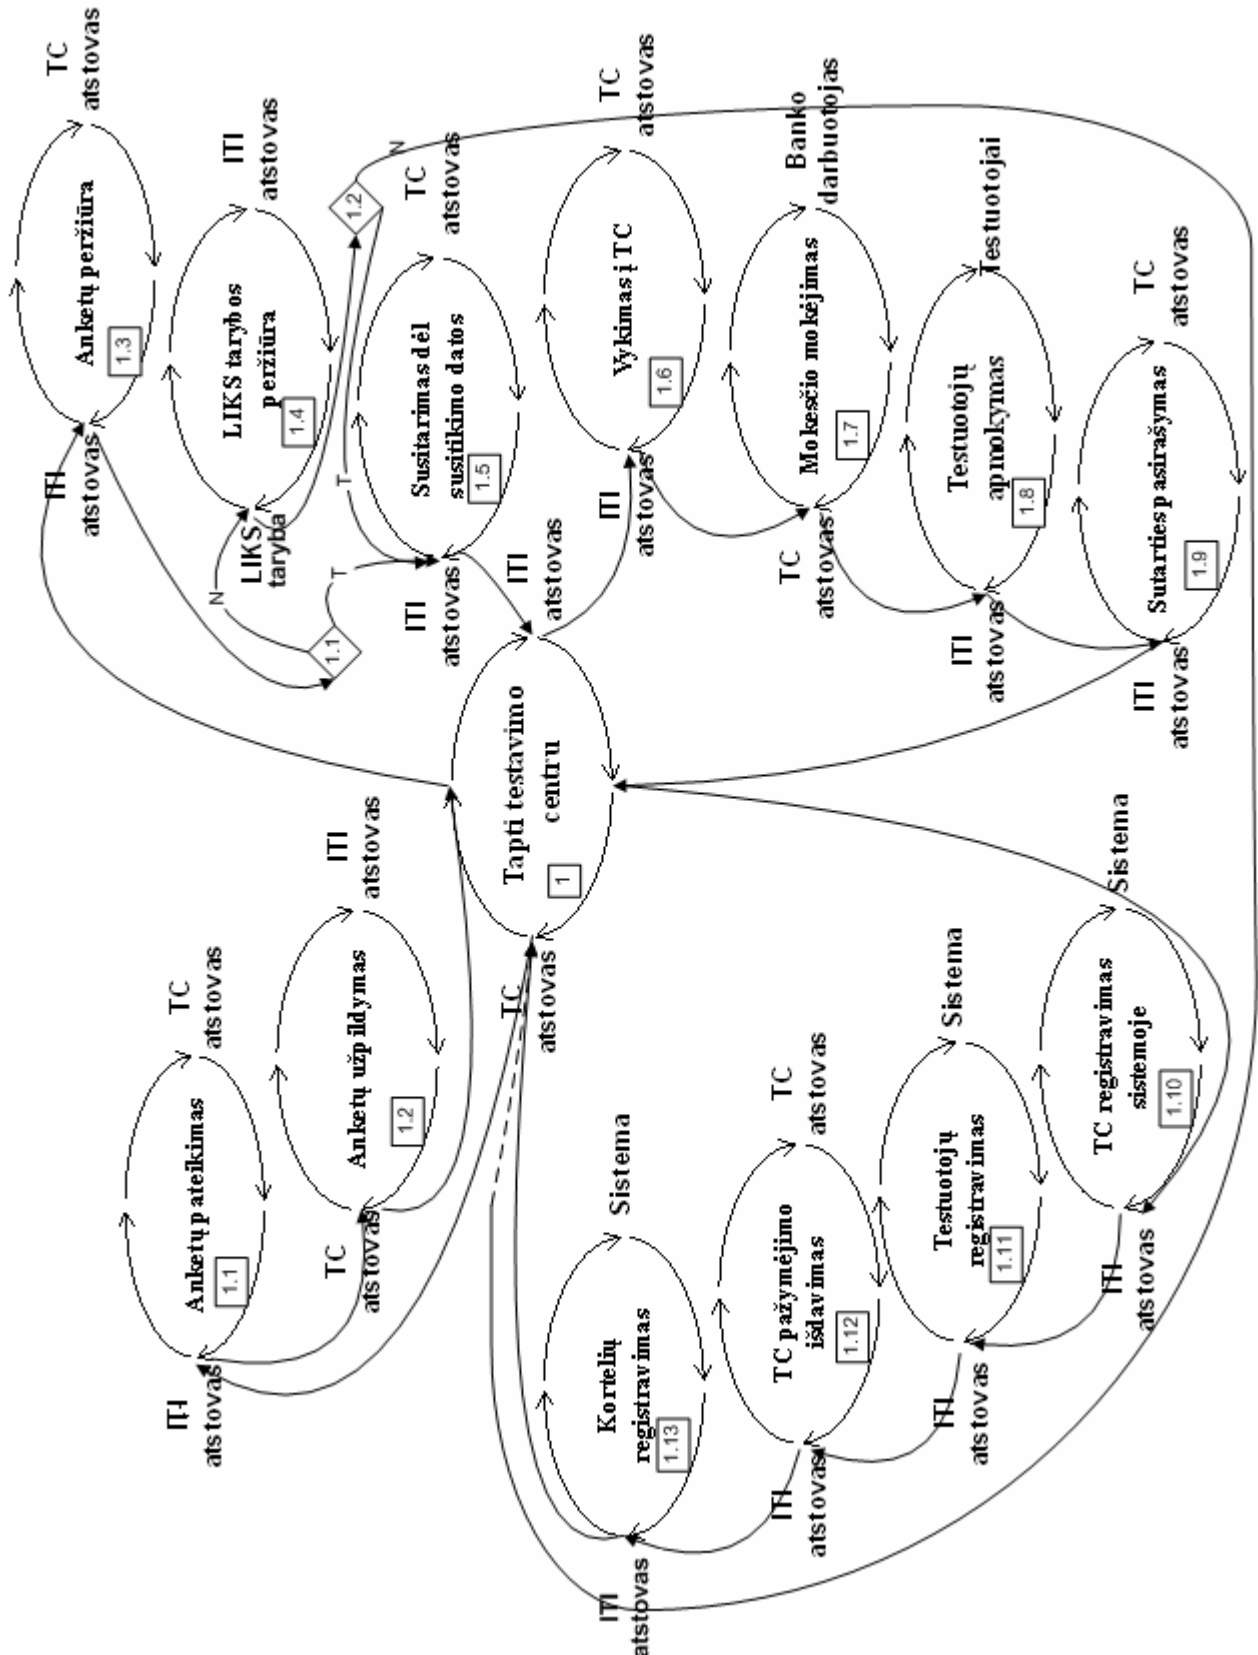 TC
atstovas
Anketų pateikimas
1.1
ITI
atstovas
ITI
atstovas
Anketų užpildymas
1.2
TC
atstovas
TC
atstovas
Anketų peržiūra
1.3
ITI
atstovas
ITI
atstovas
LIKS tarybos
peržiūra
1.4
LIKS
taryba
N
1.1
T
1.2
N
T
TC
atstovas
Susitarimas dėl
susitikimo datos
1.5
ITI
atstovas
ITI
atstovas
Tapti testavimo
centru
1
TC
atstovas
TC
atstovas
Vykimas į TC
1.6
ITI
atstovas
Banko
darbuotojas
Mokesčio mokėjimas
1.7
TC
atstovas
Testuotojai
Testuotojų
apmokymas
1.8
ITI
atstovas
TC
atstovas
Sutarties pasirašymas
1.9
ITI
atstovas
Sistema
TC registravimas
sistemoje
1.10
ITI
atstovas
Sistema
Testuotojų
registravimas
1.11
ITI
atstovas
TC
atstovas
TC pažymėjimo
išdavimas
1.12
ITI
atstovas
Sistema
Kortelių
registravimas
1.13
ITI
atstovas